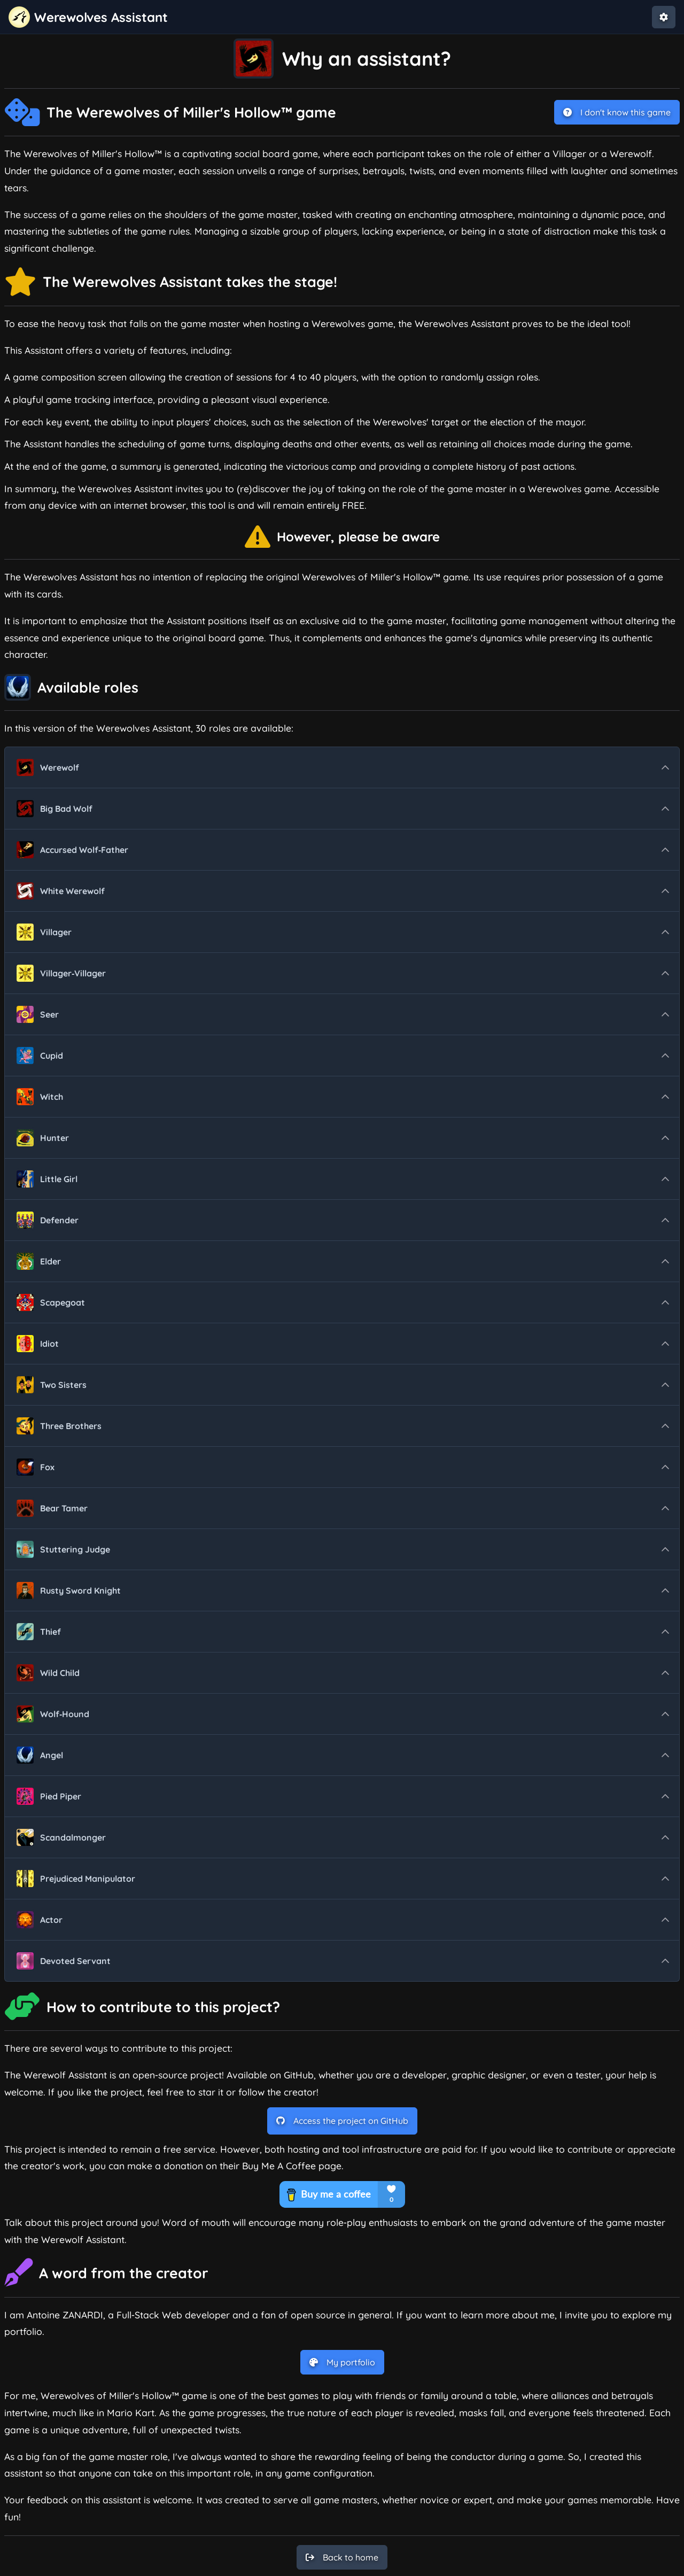 Werewolves Assistant
Why an assistant?
The Werewolves of Miller's Hollow™ game
I don't know this game
The Werewolves of Miller's Hollow™ is a captivating social board game, where each participant takes on the role of either a Villager or a Werewolf.
Under the guidance of a game master, each session unveils a range of surprises, betrayals, twists, and even moments filled with laughter and sometimes
tears.
The success of a game relies on the shoulders of the game master, tasked with creating an enchanting atmosphere, maintaining a dynamic pace, and
mastering the subtleties of the game rules. Managing a sizable group of players, lacking experience, or being in a state of distraction make this task a
significant challenge.
The Werewolves Assistant takes the stage!
To ease the heavy task that falls on the game master when hosting a Werewolves game, the Werewolves Assistant proves to be the ideal tool!
This Assistant offers a variety of features, including:
A game composition screen allowing the creation of sessions for 4 to 40 players, with the option to randomly assign roles.
A playful game tracking interface, providing a pleasant visual experience.
For each key event, the ability to input players' choices, such as the selection of the Werewolves' target or the election of the mayor.
The Assistant handles the scheduling of game turns, displaying deaths and other events, as well as retaining all choices made during the game.
At the end of the game, a summary is generated, indicating the victorious camp and providing a complete history of past actions.
In summary, the Werewolves Assistant invites you to (re)discover the joy of taking on the role of the game master in a Werewolves game. Accessible
from any device with an internet browser, this tool is and will remain entirely FREE.
However, please be aware
The Werewolves Assistant has no intention of replacing the original Werewolves of Miller's Hollow™ game. Its use requires prior possession of a game
with its cards.
It is important to emphasize that the Assistant positions itself as an exclusive aid to the game master, facilitating game management without altering the
essence and experience unique to the original board game. Thus, it complements and enhances the game's dynamics while preserving its authentic
character.
Available roles
In this version of the Werewolves Assistant, 30 roles are available:
Werewolf
Big Bad Wolf
Accursed Wolf-Father
White Werewolf
Villager
Villager-Villager
Seer
Cupid
Witch
Hunter
Little Girl
Defender
Elder
Scapegoat
Idiot
Two Sisters
Three Brothers
Fox
Bear Tamer
Stuttering Judge
Rusty Sword Knight
Thief
Wild Child
Wolf-Hound
Angel
Pied Piper
Scandalmonger
Prejudiced Manipulator
Actor
Devoted Servant
How to contribute to this project?
There are several ways to contribute to this project:
The Werewolf Assistant is an open-source project! Available on GitHub, whether you are a developer, graphic designer, or even a tester, your help is
welcome. If you like the project, feel free to star it or follow the creator!
Access the project on GitHub
This project is intended to remain a free service. However, both hosting and tool infrastructure are paid for. If you would like to contribute or appreciate
the creator's work, you can make a donation on their Buy Me A Coffee page.
Buy me a coffee
0
Talk about this project around you! Word of mouth will encourage many role-play enthusiasts to embark on the grand adventure of the game master
with the Werewolf Assistant.
A word from the creator
I am Antoine ZANARDI, a Full-Stack Web developer and a fan of open source in general. If you want to learn more about me, I invite you to explore my
portfolio.
My portfolio
For me, Werewolves of Miller's Hollow™ game is one of the best games to play with friends or family around a table, where alliances and betrayals
intertwine, much like in Mario Kart. As the game progresses, the true nature of each player is revealed, masks fall, and everyone feels threatened. Each
game is a unique adventure, full of unexpected twists.
As a big fan of the game master role, I've always wanted to share the rewarding feeling of being the conductor during a game. So, I created this
assistant so that anyone can take on this important role, in any game configuration.
Your feedback on this assistant is welcome. It was created to serve all game masters, whether novice or expert, and make your games memorable. Have
fun!
Back to home